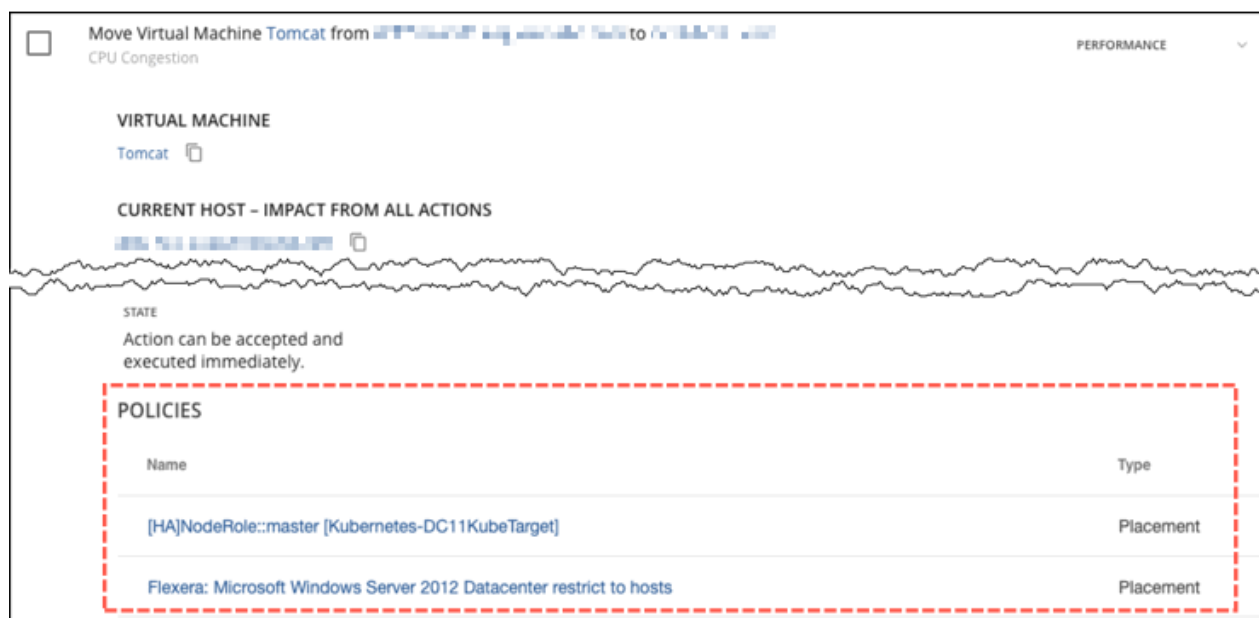 Move Virtual Machine Tomcat from to
PERFORMANCE
CPU Congestion
VIRTUAL MACHINE
Tomcat
CURRENT HOST – IMPACT FROM ALL ACTIONS
STATE
Action can be accepted and
executed immediately.
POLICIES
Name Type
[HA]NodeRole::master [Kubernetes-DC11KubeTarget] Placement
Flexera: Microsoft Windows Server 2012 Datacenter restrict to hosts Placement